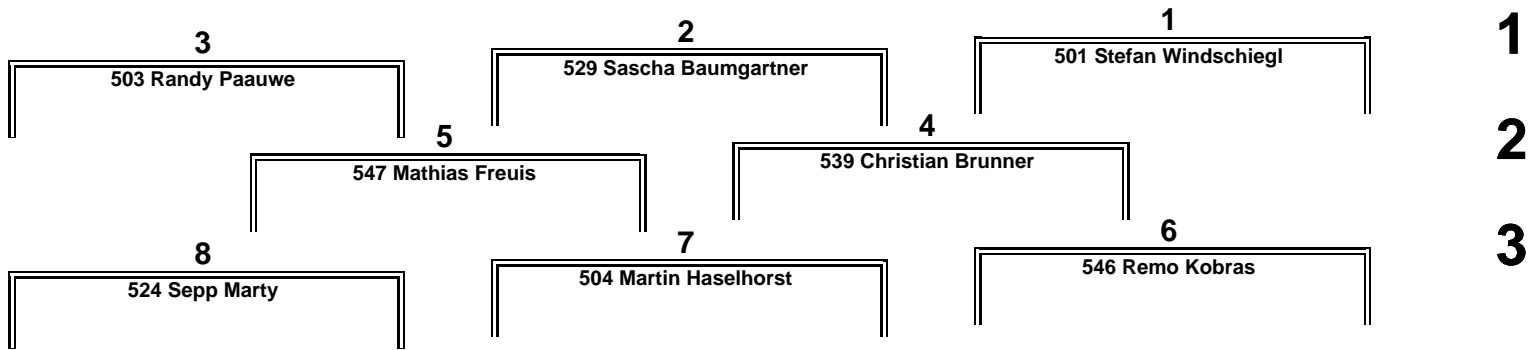 3 2 1 1
503 Randy Paauwe 529 Sascha Baumgartner 501 Stefan Windschiegl
5 4 2
547 Mathias Freuis 539 Christian Brunner
8 7 6 3
524 Sepp Marty 504 Martin Haselhorst 546 Remo Kobras